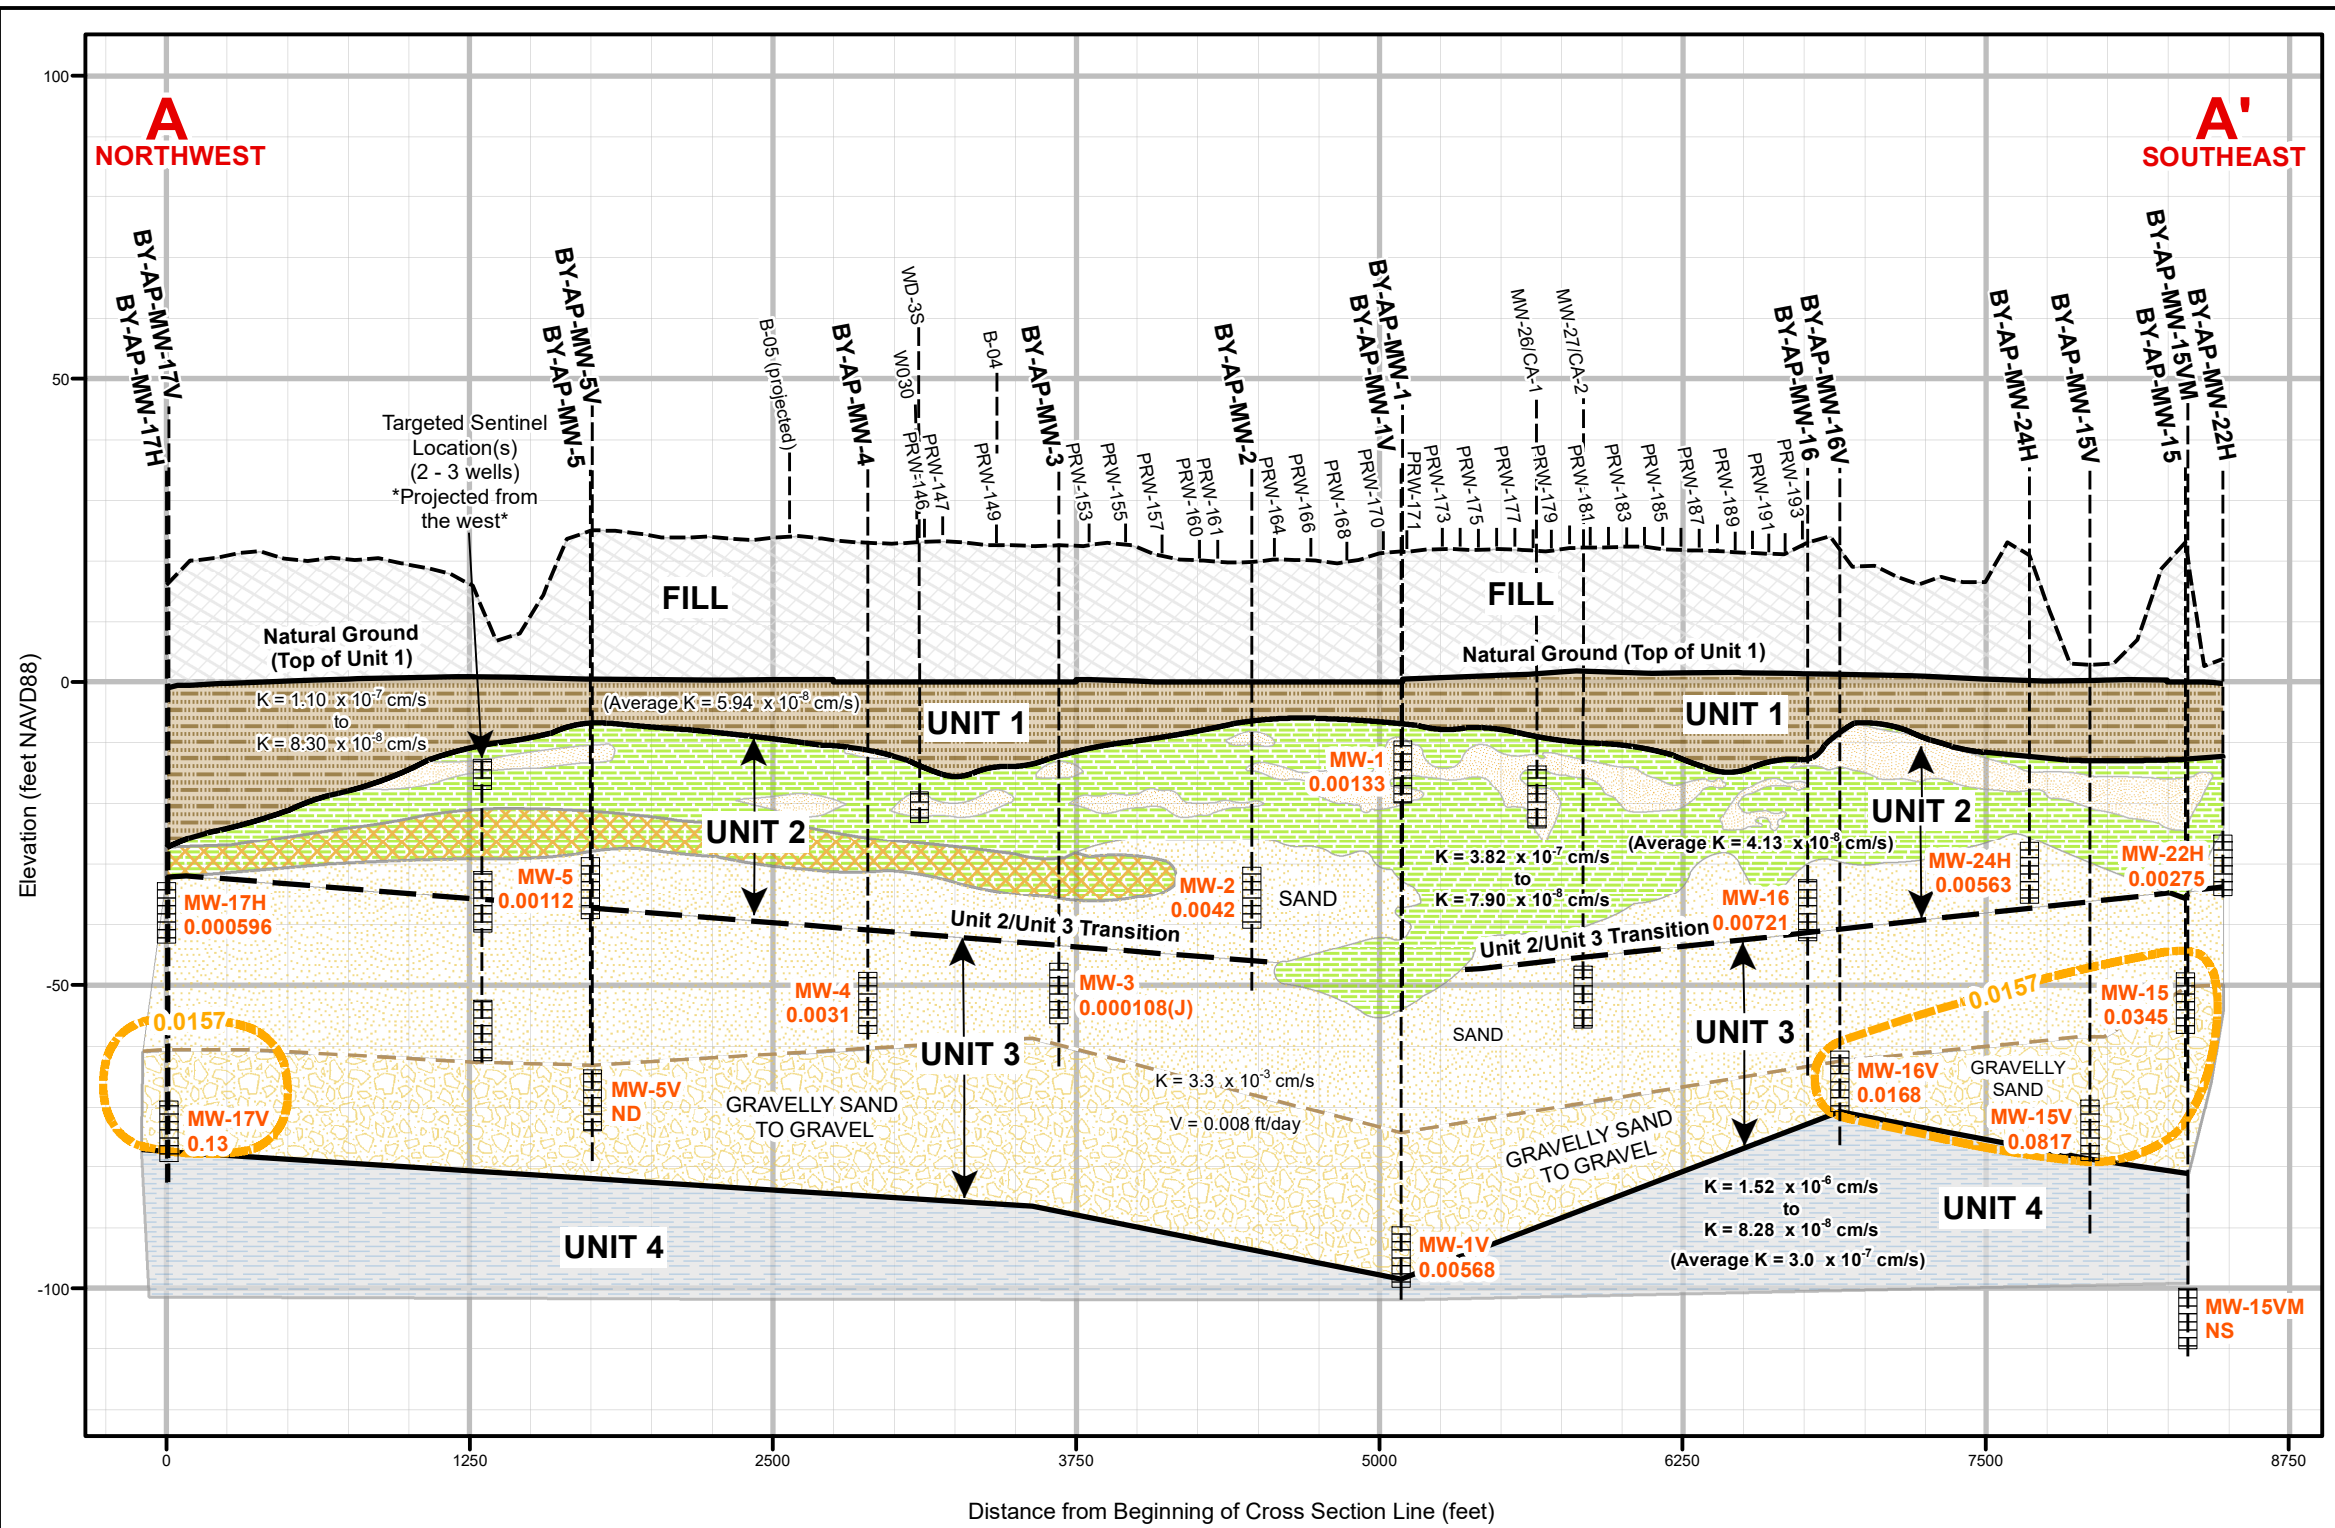 A
NORTHWEST
A'
SOUTHEAST
BY-AP-MW-17V
BY-AP-MW-17H
BY-AP-MW-5V
BY-AP-MW-5
B-05 (projected)
BY-AP-MW-4
WD-3S
W030
PRW-146
PRW-147
B-04
PRW-149
BY-AP-MW-3
PRW-153
PRW-155
PRW-157
PRW-160
PRW-161
BY-AP-MW-2
PRW-164
PRW-166
PRW-168
PRW-170
BY-AP-MW-1
BY-AP-MW-1V
PRW-171
PRW-173
PRW-175
PRW-177
MW-26/CA-1
PRW-179
MW-27/CA-2
PRW-181
PRW-183
PRW-185
PRW-187
PRW-189
PRW-191
PRW-193
BY-AP-MW-16
BY-AP-MW-16V
BY-AP-MW-24H
BY-AP-MW-15V
BY-AP-MW-15VM
BY-AP-MW-15
BY-AP-MW-22H
Targeted Sentinel
Location(s)
(2 - 3 wells)
*Projected from
the west*
FILL
FILL
Natural Ground
(Top of Unit 1)
Natural Ground (Top of Unit 1)
K = 1.10 x 10-7 cm/s
to
K = 8.30 x 10-8 cm/s
(Average K = 5.94 x 10-8 cm/s)
UNIT 1
UNIT 1
MW-1
0.00133
UNIT 2
UNIT 2
(Average K = 4.13 x 10-8 cm/s)
K = 3.82 x 10-7 cm/s
to
K = 7.90 x 10-8 cm/s
MW-17H
0.000596
MW-5
0.00112
MW-2
0.0042
SAND
MW-16
0.00721
MW-24H
0.00563
MW-22H
0.00275
Unit 2/Unit 3 Transition
Unit 2/Unit 3 Transition
MW-4
0.0031
MW-3
0.000108(J)
SAND
UNIT 3
UNIT 3
0.0157
0.0157
MW-15
0.0345
MW-17V
0.13
MW-5V
ND
GRAVELLY SAND
TO GRAVEL
K = 3.3 x 10-3 cm/s
V = 0.008 ft/day
GRAVELLY SAND
TO GRAVEL
MW-16V
0.0168
GRAVELLY
SAND
MW-15V
0.0817
UNIT 4
UNIT 4
K = 1.52 x 10-6 cm/s
to
K = 8.28 x 10-8 cm/s
(Average K = 3.0 x 10-7 cm/s)
MW-1V
0.00568
MW-15VM
NS
Elevation (feet NAVD88)
100
50
0
-50
-100
0
1250
2500
3750
5000
6250
7500
8750
Distance from Beginning of Cross Section Line (feet)